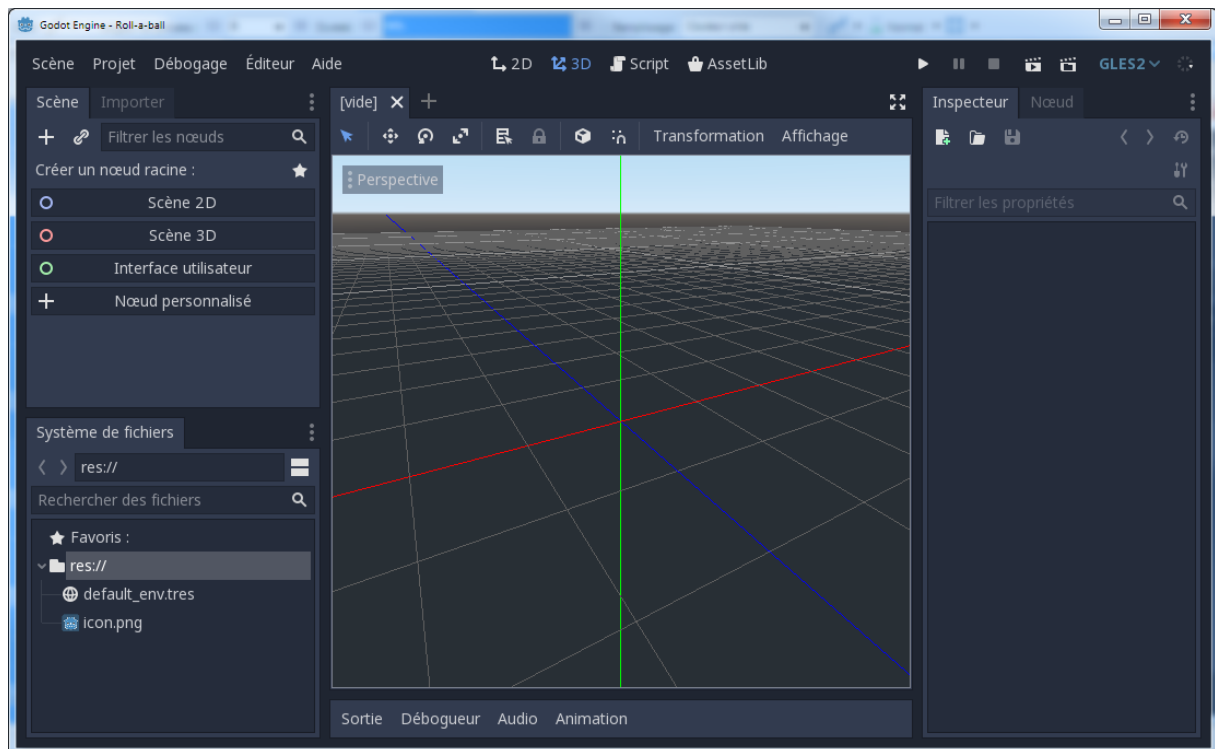 Godot Engine - Roll-a-ball
Scène Projet Débogage Éditeur Aide 2D 3D Script AssetLib GLES2
Scène Importer [vide] Inspecteur Nœud
Filtrer les nœuds Transformation Affichage
Créer un nœud racine :
Perspective
Scène 2D Filtrer les propriétés
Scène 3D
Interface utilisateur
Nœud personnalisé
Système de fichiers
res://
Rechercher des fichiers
Favoris :
res://
default_env.tres
icon.png
Sortie Débogueur Audio Animation